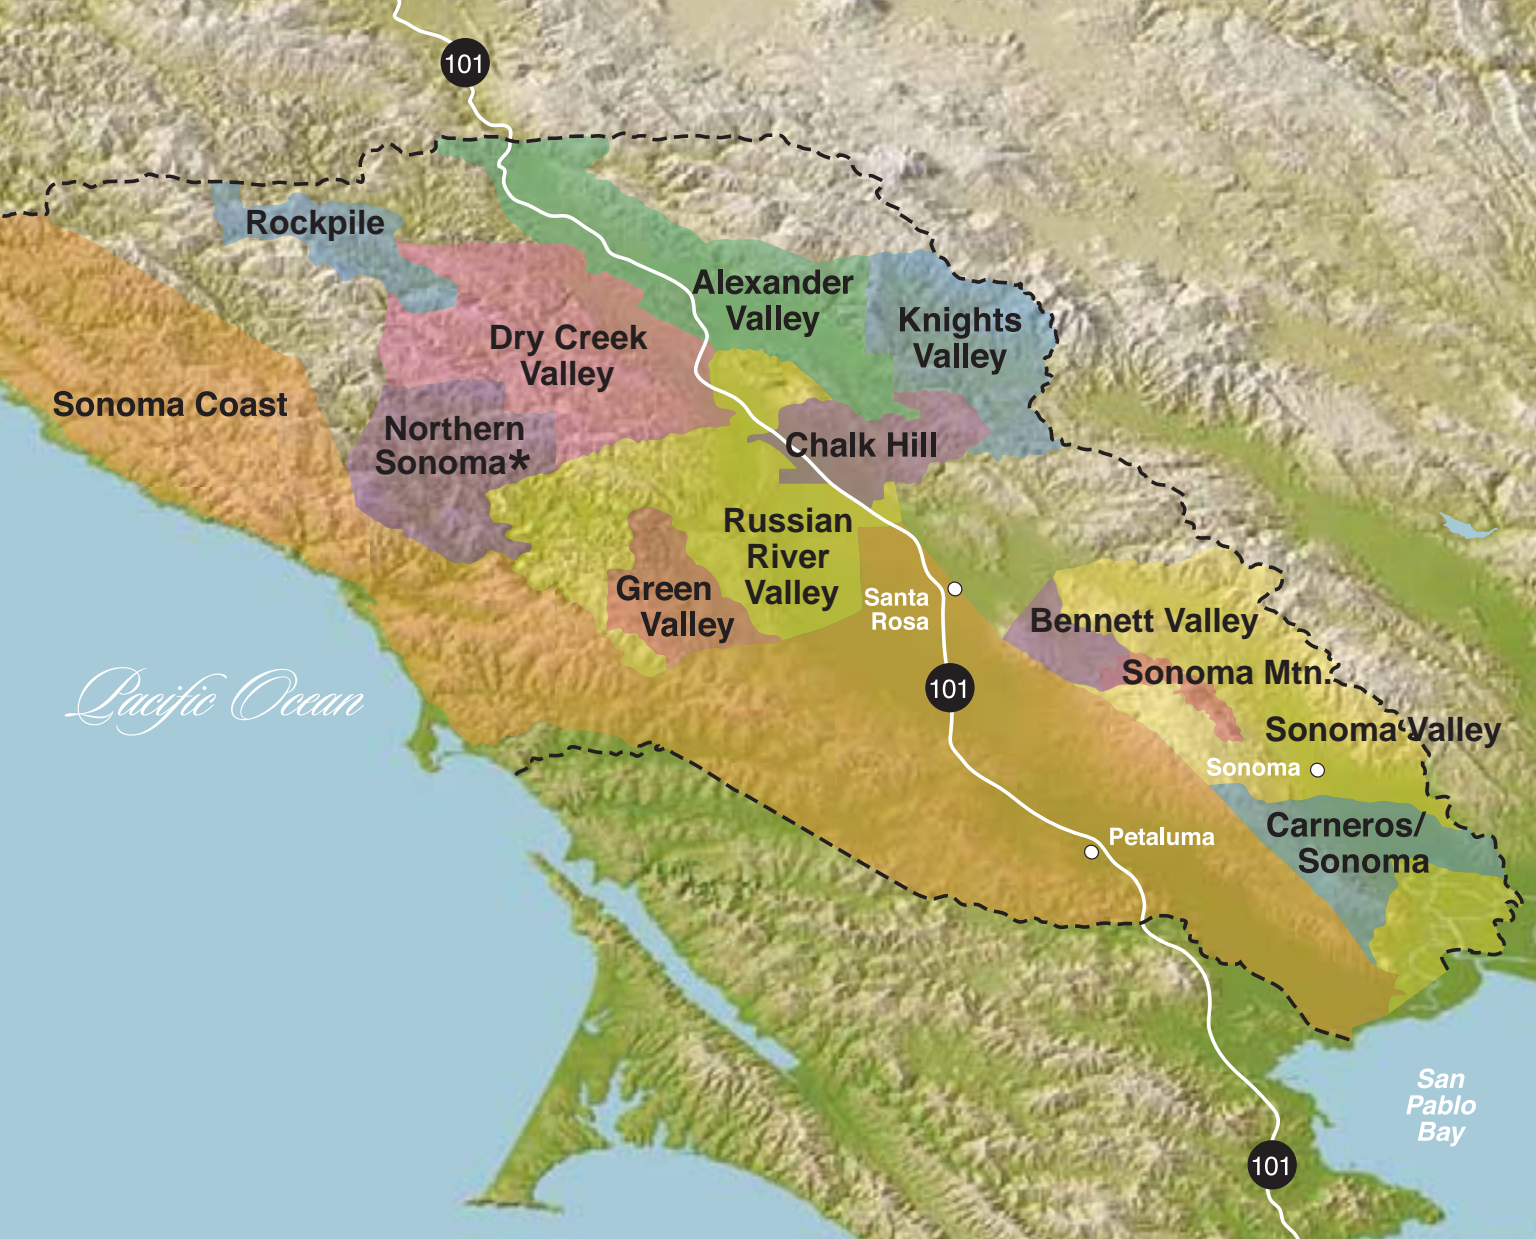 101
Rockpile
Alexander
Valley
Knights
Valley
Dry Creek
Valley
Sonoma Coast
Northern
Sonoma*
Chalk Hill
Russian
River
Valley
Green
Valley
Santa
Rosa
Bennett Valley
Sonoma Mtn.
101
Pacific Ocean
Sonoma Valley
Sonoma
Carneros/
Sonoma
Petaluma
San
Pablo
Bay
101